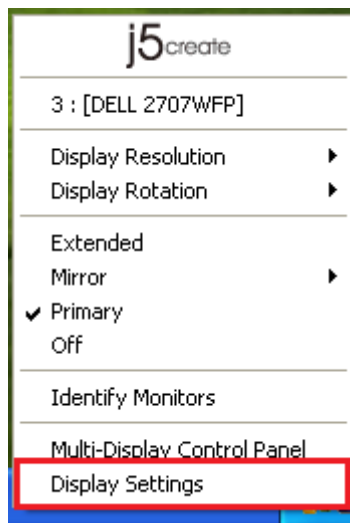 j5create
3 : [DELL 2707WFP]
Display Resolution
Display Rotation
Extended
Mirror
Primary
Off
Identify Monitors
Multi-Display Control Panel
Display Settings